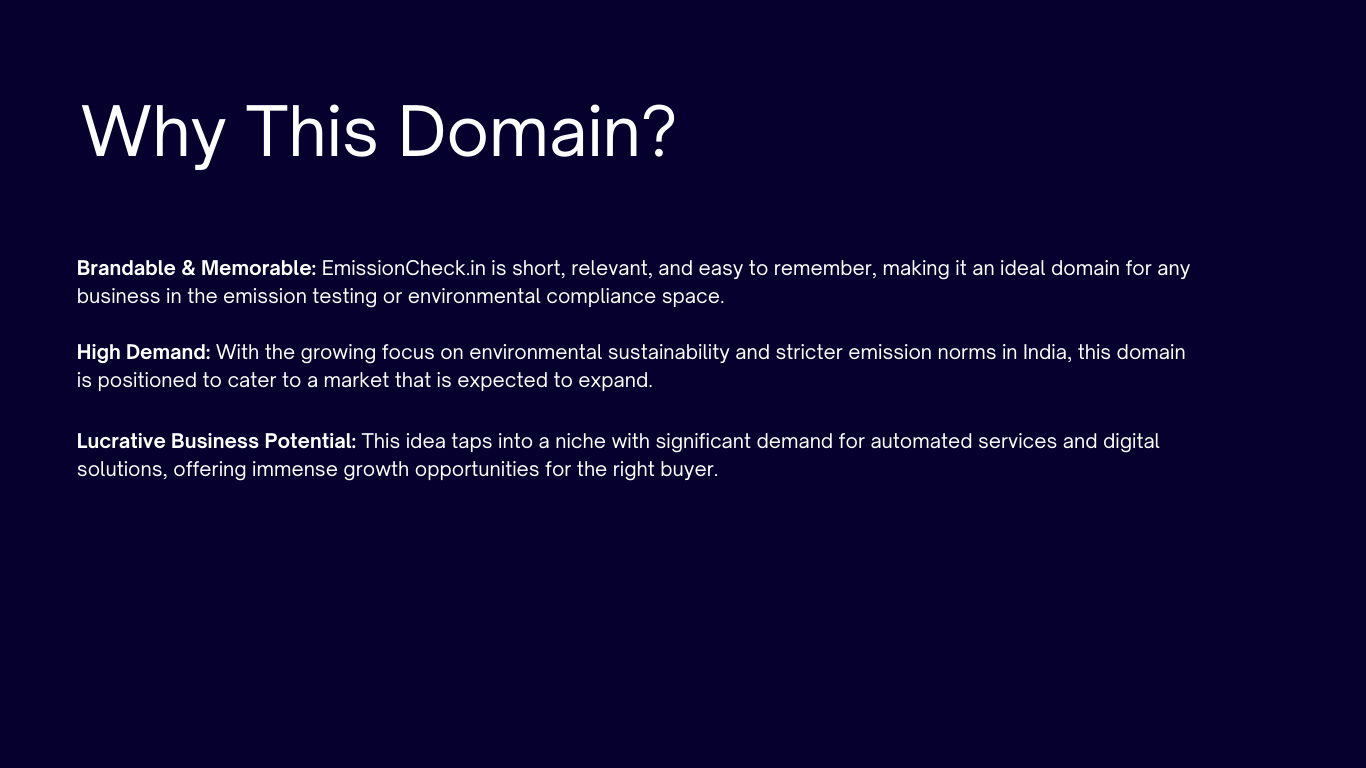 Why This Domain?
Brandable & Memorable: EmissionCheck.in is short, relevant, and easy to remember, making it an ideal domain for any
business in the emission testing or environmental compliance space.
High Demand: With the growing focus on environmental sustainability and stricter emission norms in India, this domain
is positioned to cater to a market that is expected to expand.
Lucrative Business Potential: This idea taps into a niche with significant demand for automated services and digital
solutions, offering immense growth opportunities for the right buyer.